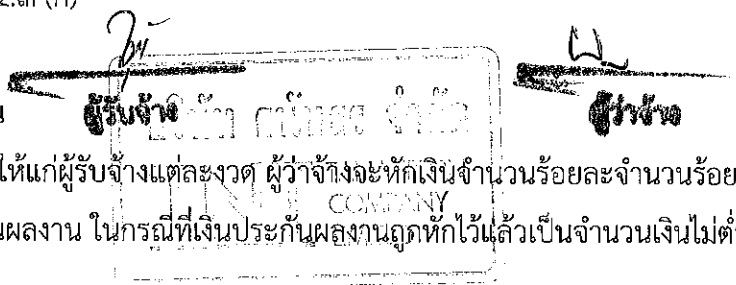 ผู้รับจ้าง
ผู้ว่าจ้าง
ให้แก่ผู้รับจ้างแต่ละงวด ผู้ว่าจ้างจะหักเงินจำนวนร้อยละจำนวนร้อย
COMPANY
นผลงาน ในกรณีที่เงินประกันผลงานถูกหักไว้แล้วเป็นจำนวนเงินไม่ต่ำ